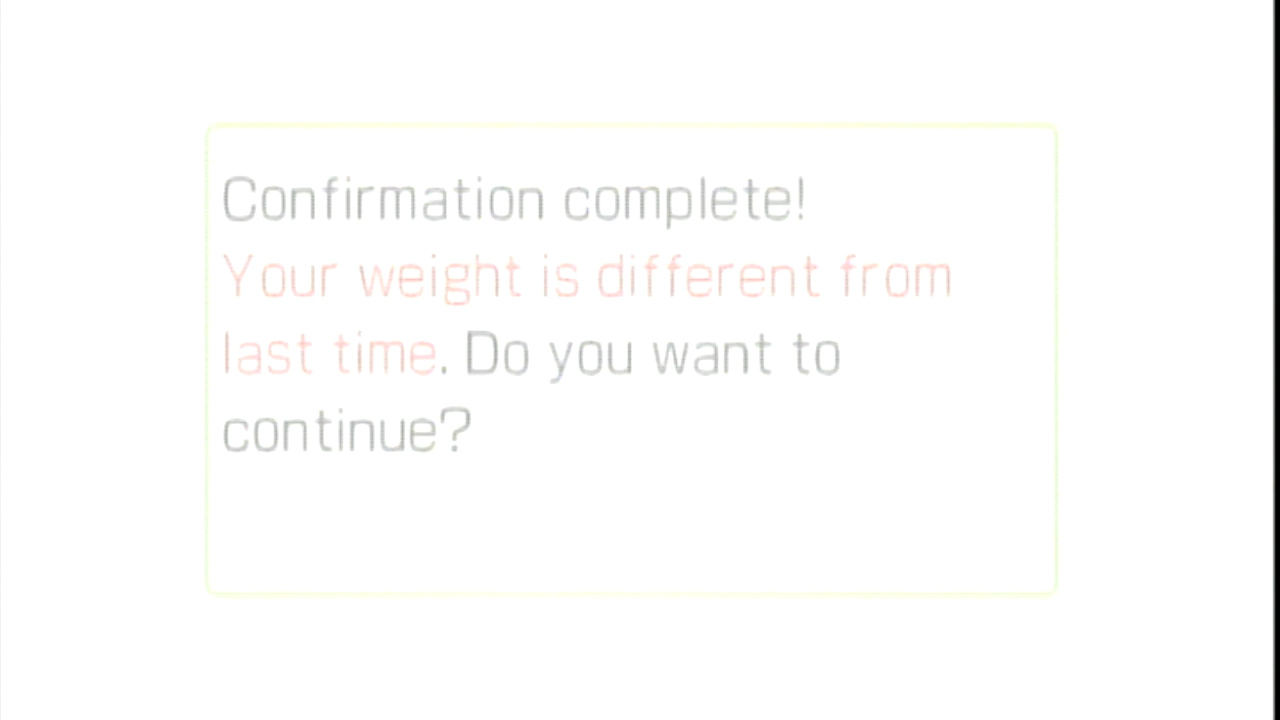 Confirmation complete!
Your weight is different from
last time. Do you want to
continue?